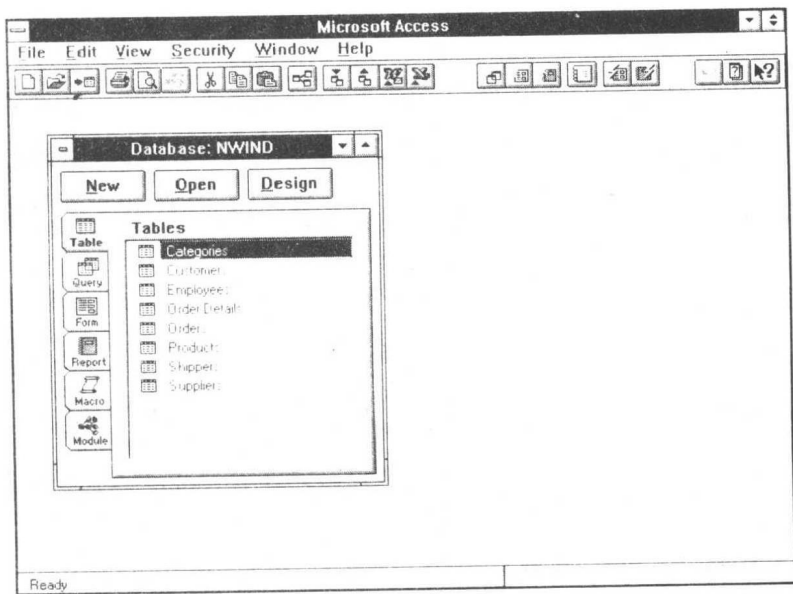 Microsoft Access
File Edit View Security Window Help
Database: NWIND
New Open Design
Table
Query
Form
Report
Macro
Module
Tables
Categories
Customers
Employees
Order Details
Orders
Products
Shippers
Suppliers
Ready